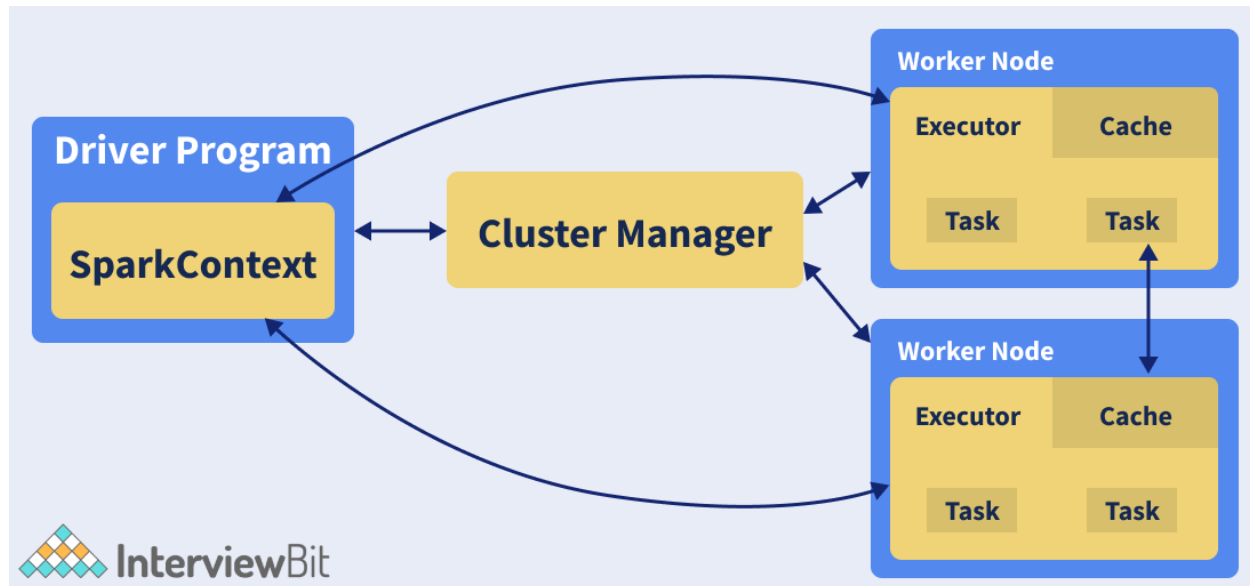 Driver Program
SparkContext
Cluster Manager
Worker Node
Executor Cache
Task Task
Worker Node
Executor Cache
Task Task
InterviewBit